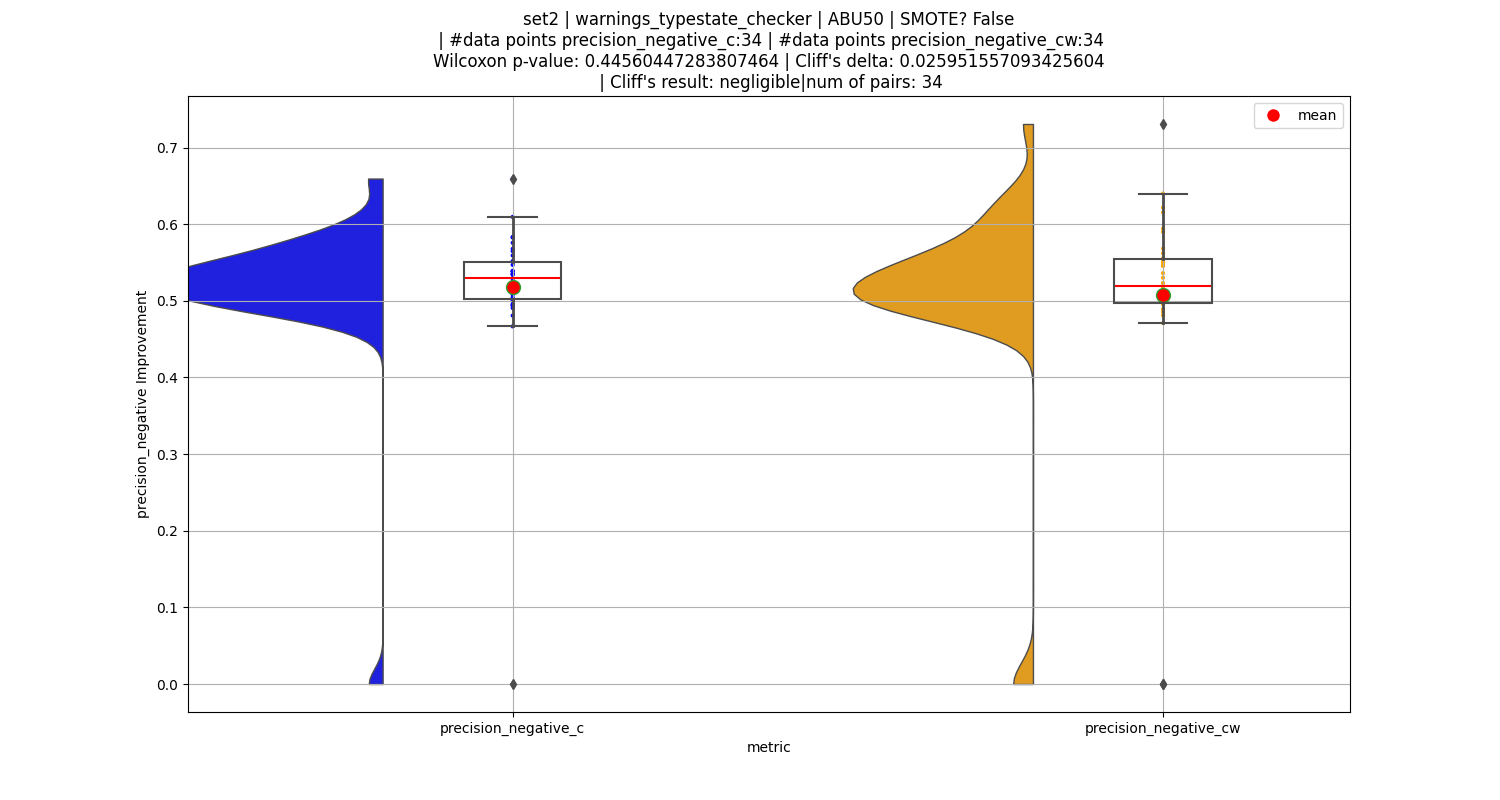 set2 | warnings_typestate_checker | ABU50 | SMOTE? False
| #data points precision_negative_c:34 | #data points precision_negative_cw:34
Wilcoxon p-value: 0.44560447283807464 | Cliff's delta: 0.025951557093425604
| Cliff's result: negligible|num of pairs: 34
mean
0.7
0.6
0.5
0.4
0.3
0.2
0.1
0.0
precision_negative Improvement
precision_negative_c
precision_negative_cw
metric